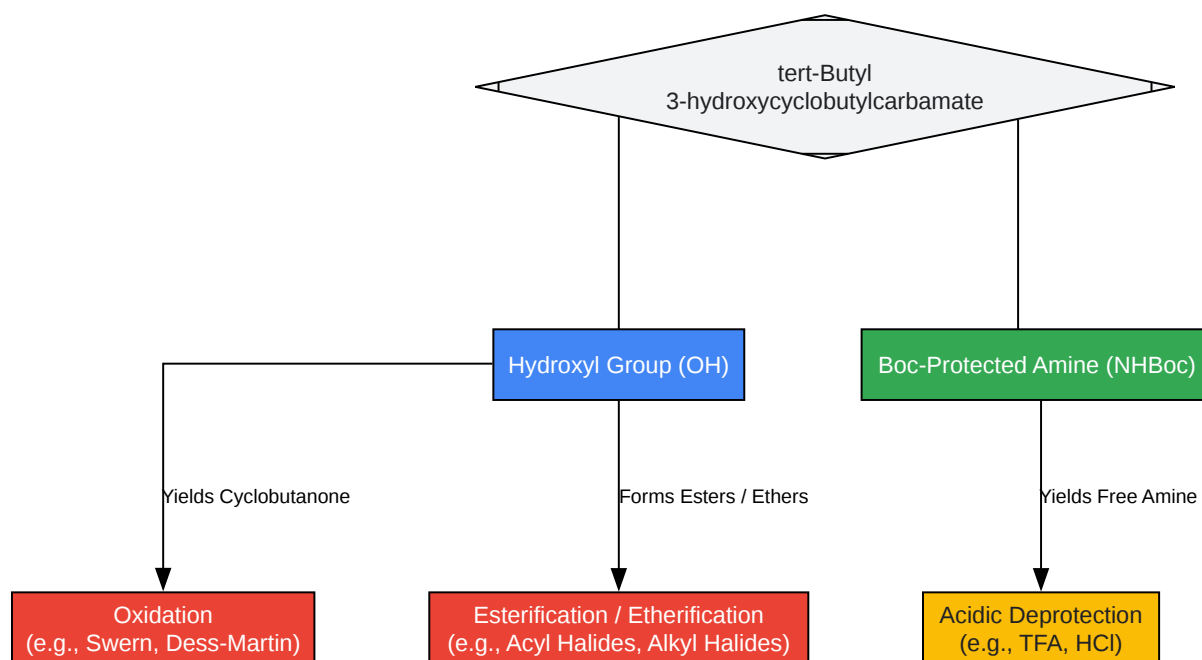 tert-Butyl
3-hydroxycyclobutylcarbamate
Hydroxyl Group (OH)
Boc-Protected Amine (NHBoc)
Yields Cyclobutanone
Forms Esters / Ethers
Yields Free Amine
Oxidation
(e.g., Swern, Dess-Martin)
Esterification / Etherification
(e.g., Acyl Halides, Alkyl Halides)
Acidic Deprotection
(e.g., TFA, HCl)